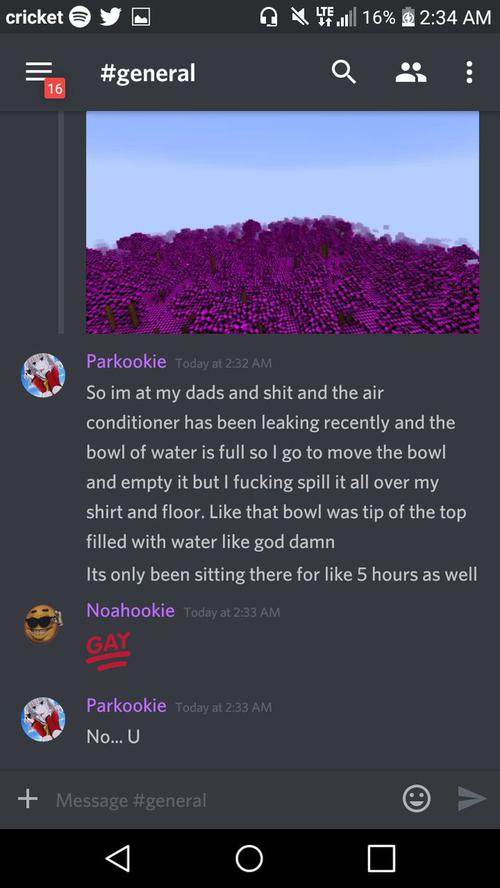 cricket LTE 16% 2:34 AM
16 #general
Parkookie Today at 2:32 AM
So im at my dads and shit and the air
conditioner has been leaking recently and the
bowl of water is full so I go to move the bowl
and empty it but I fucking spill it all over my
shirt and floor. Like that bowl was tip of the top
filled with water like god damn
Its only been sitting there for like 5 hours as well
Noahookie Today at 2:33 AM
GAY
Parkookie Today at 2:33 AM
No... U
Message #general